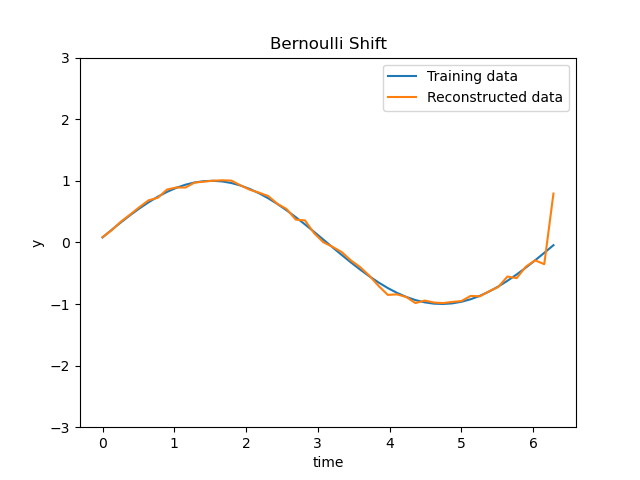 Bernoulli Shift
Training data
Reconstructed data
3
2
1
0
−1
−2
−3
y
0 1 2 3 4 5 6
time